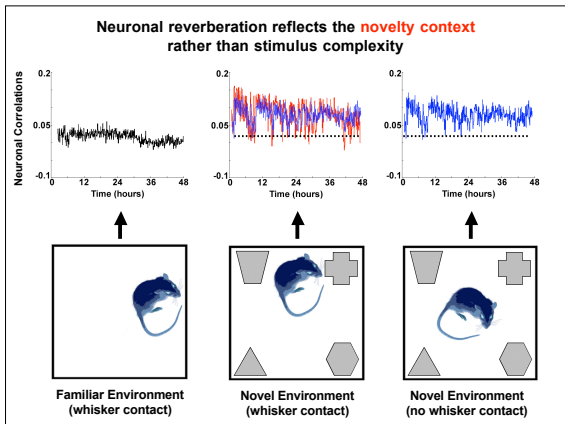 Neuronal reverberation reflects the novelty context
rather than stimulus complexity
Neuronal Correlations
0.2
0.05
-0.1
0 12 24 36 48
Time (hours)
0.2
0.05
-0.1
0 12 24 36 48
Time (hours)
0.2
0.05
-0.1
0 12 24 36 48
Time (hours)
Familiar Environment
(whisker contact)
Novel Environment
(whisker contact)
Novel Environment
(no whisker contact)